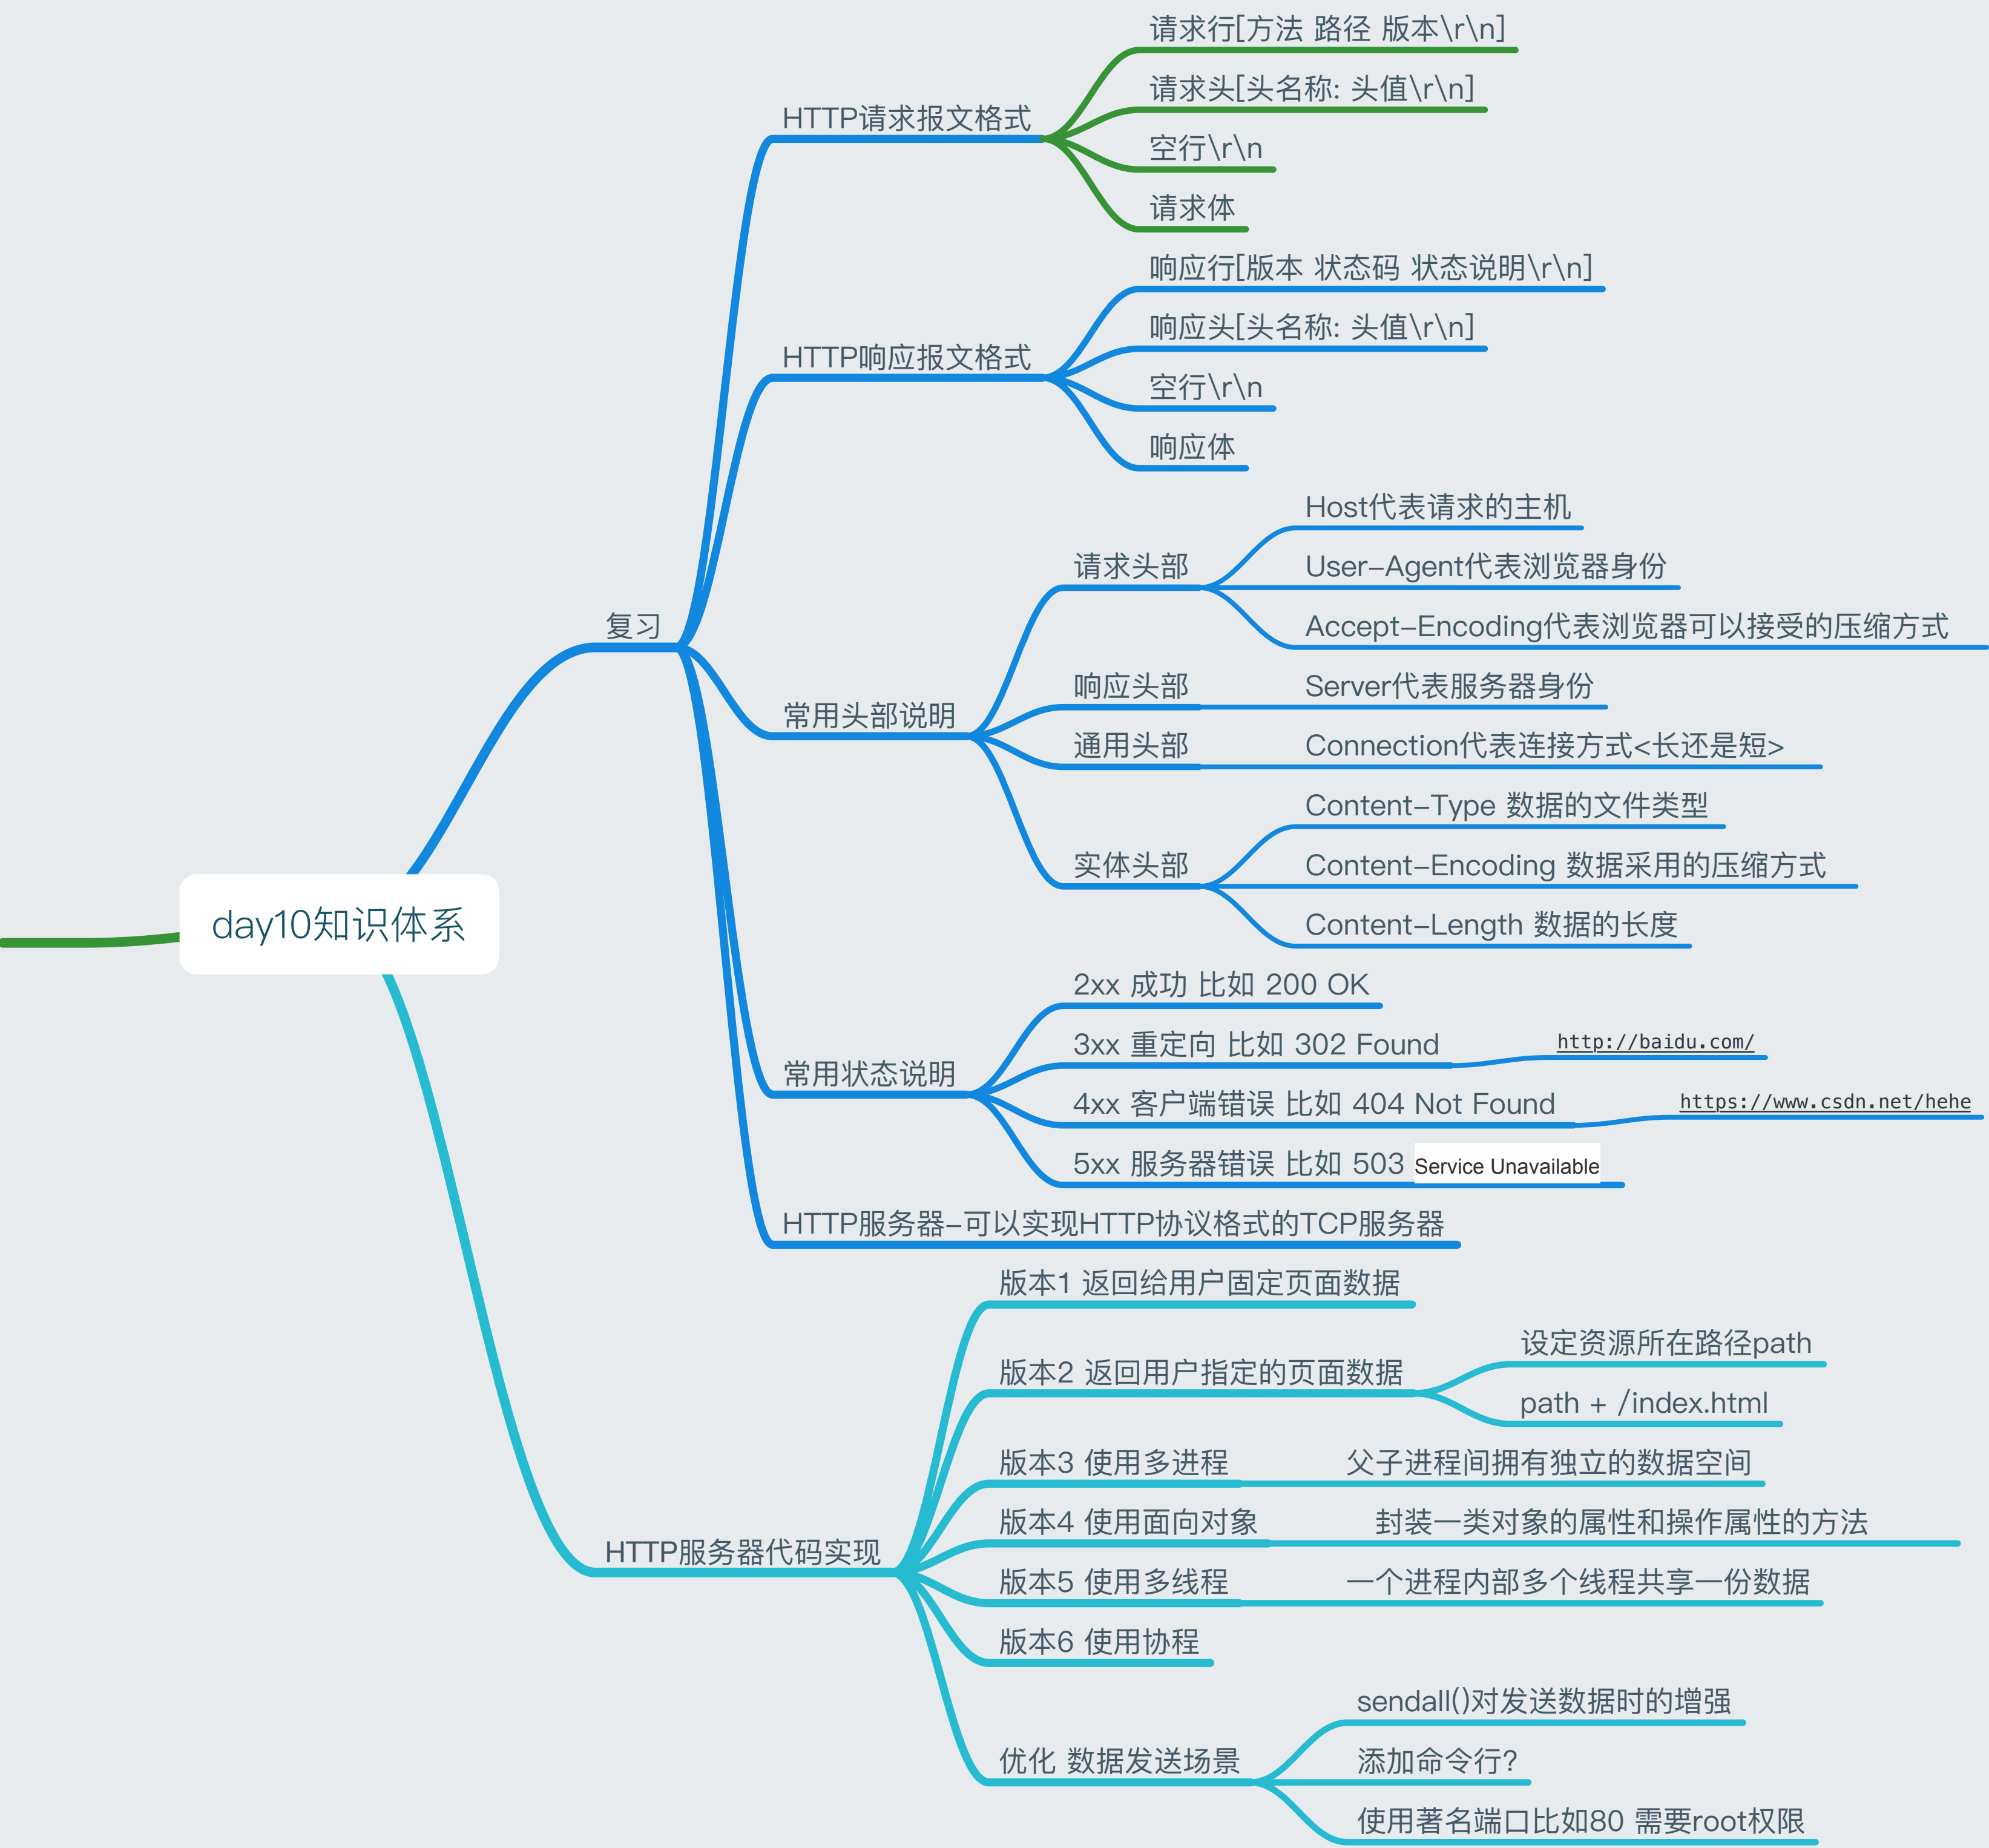 请求行[方法 路径 版本\r\n]
请求头[头名称: 头值\r\n]
HTTP请求报文格式
空行\r\n
请求体
响应行[版本 状态码 状态说明\r\n]
响应头[头名称: 头值\r\n]
HTTP响应报文格式
空行\r\n
响应体
Host代表请求的主机
请求头部
User-Agent代表浏览器身份
Accept-Encoding代表浏览器可以接受的压缩方式
复习
响应头部
Server代表服务器身份
常用头部说明
通用头部
Connection代表连接方式<长还是短>
Content-Type 数据的文件类型
实体头部
Content-Encoding 数据采用的压缩方式
Content-Length 数据的长度
day10知识体系
2xx 成功 比如 200 OK
3xx 重定向 比如 302 Found
http://baidu.com/
常用状态说明
4xx 客户端错误 比如 404 Not Found
https://www.csdn.net/hehe
5xx 服务器错误 比如 503 Service Unavailable
HTTP服务器-可以实现HTTP协议格式的TCP服务器
版本1 返回给用户固定页面数据
设定资源所在路径path
版本2 返回用户指定的页面数据
path + /index.html
版本3 使用多进程
父子进程间拥有独立的数据空间
版本4 使用面向对象
封装一类对象的属性和操作属性的方法
HTTP服务器代码实现
版本5 使用多线程
一个进程内部多个线程共享一份数据
版本6 使用协程
sendall()对发送数据时的增强
优化 数据发送场景
添加命令行?
使用著名端口比如80 需要root权限